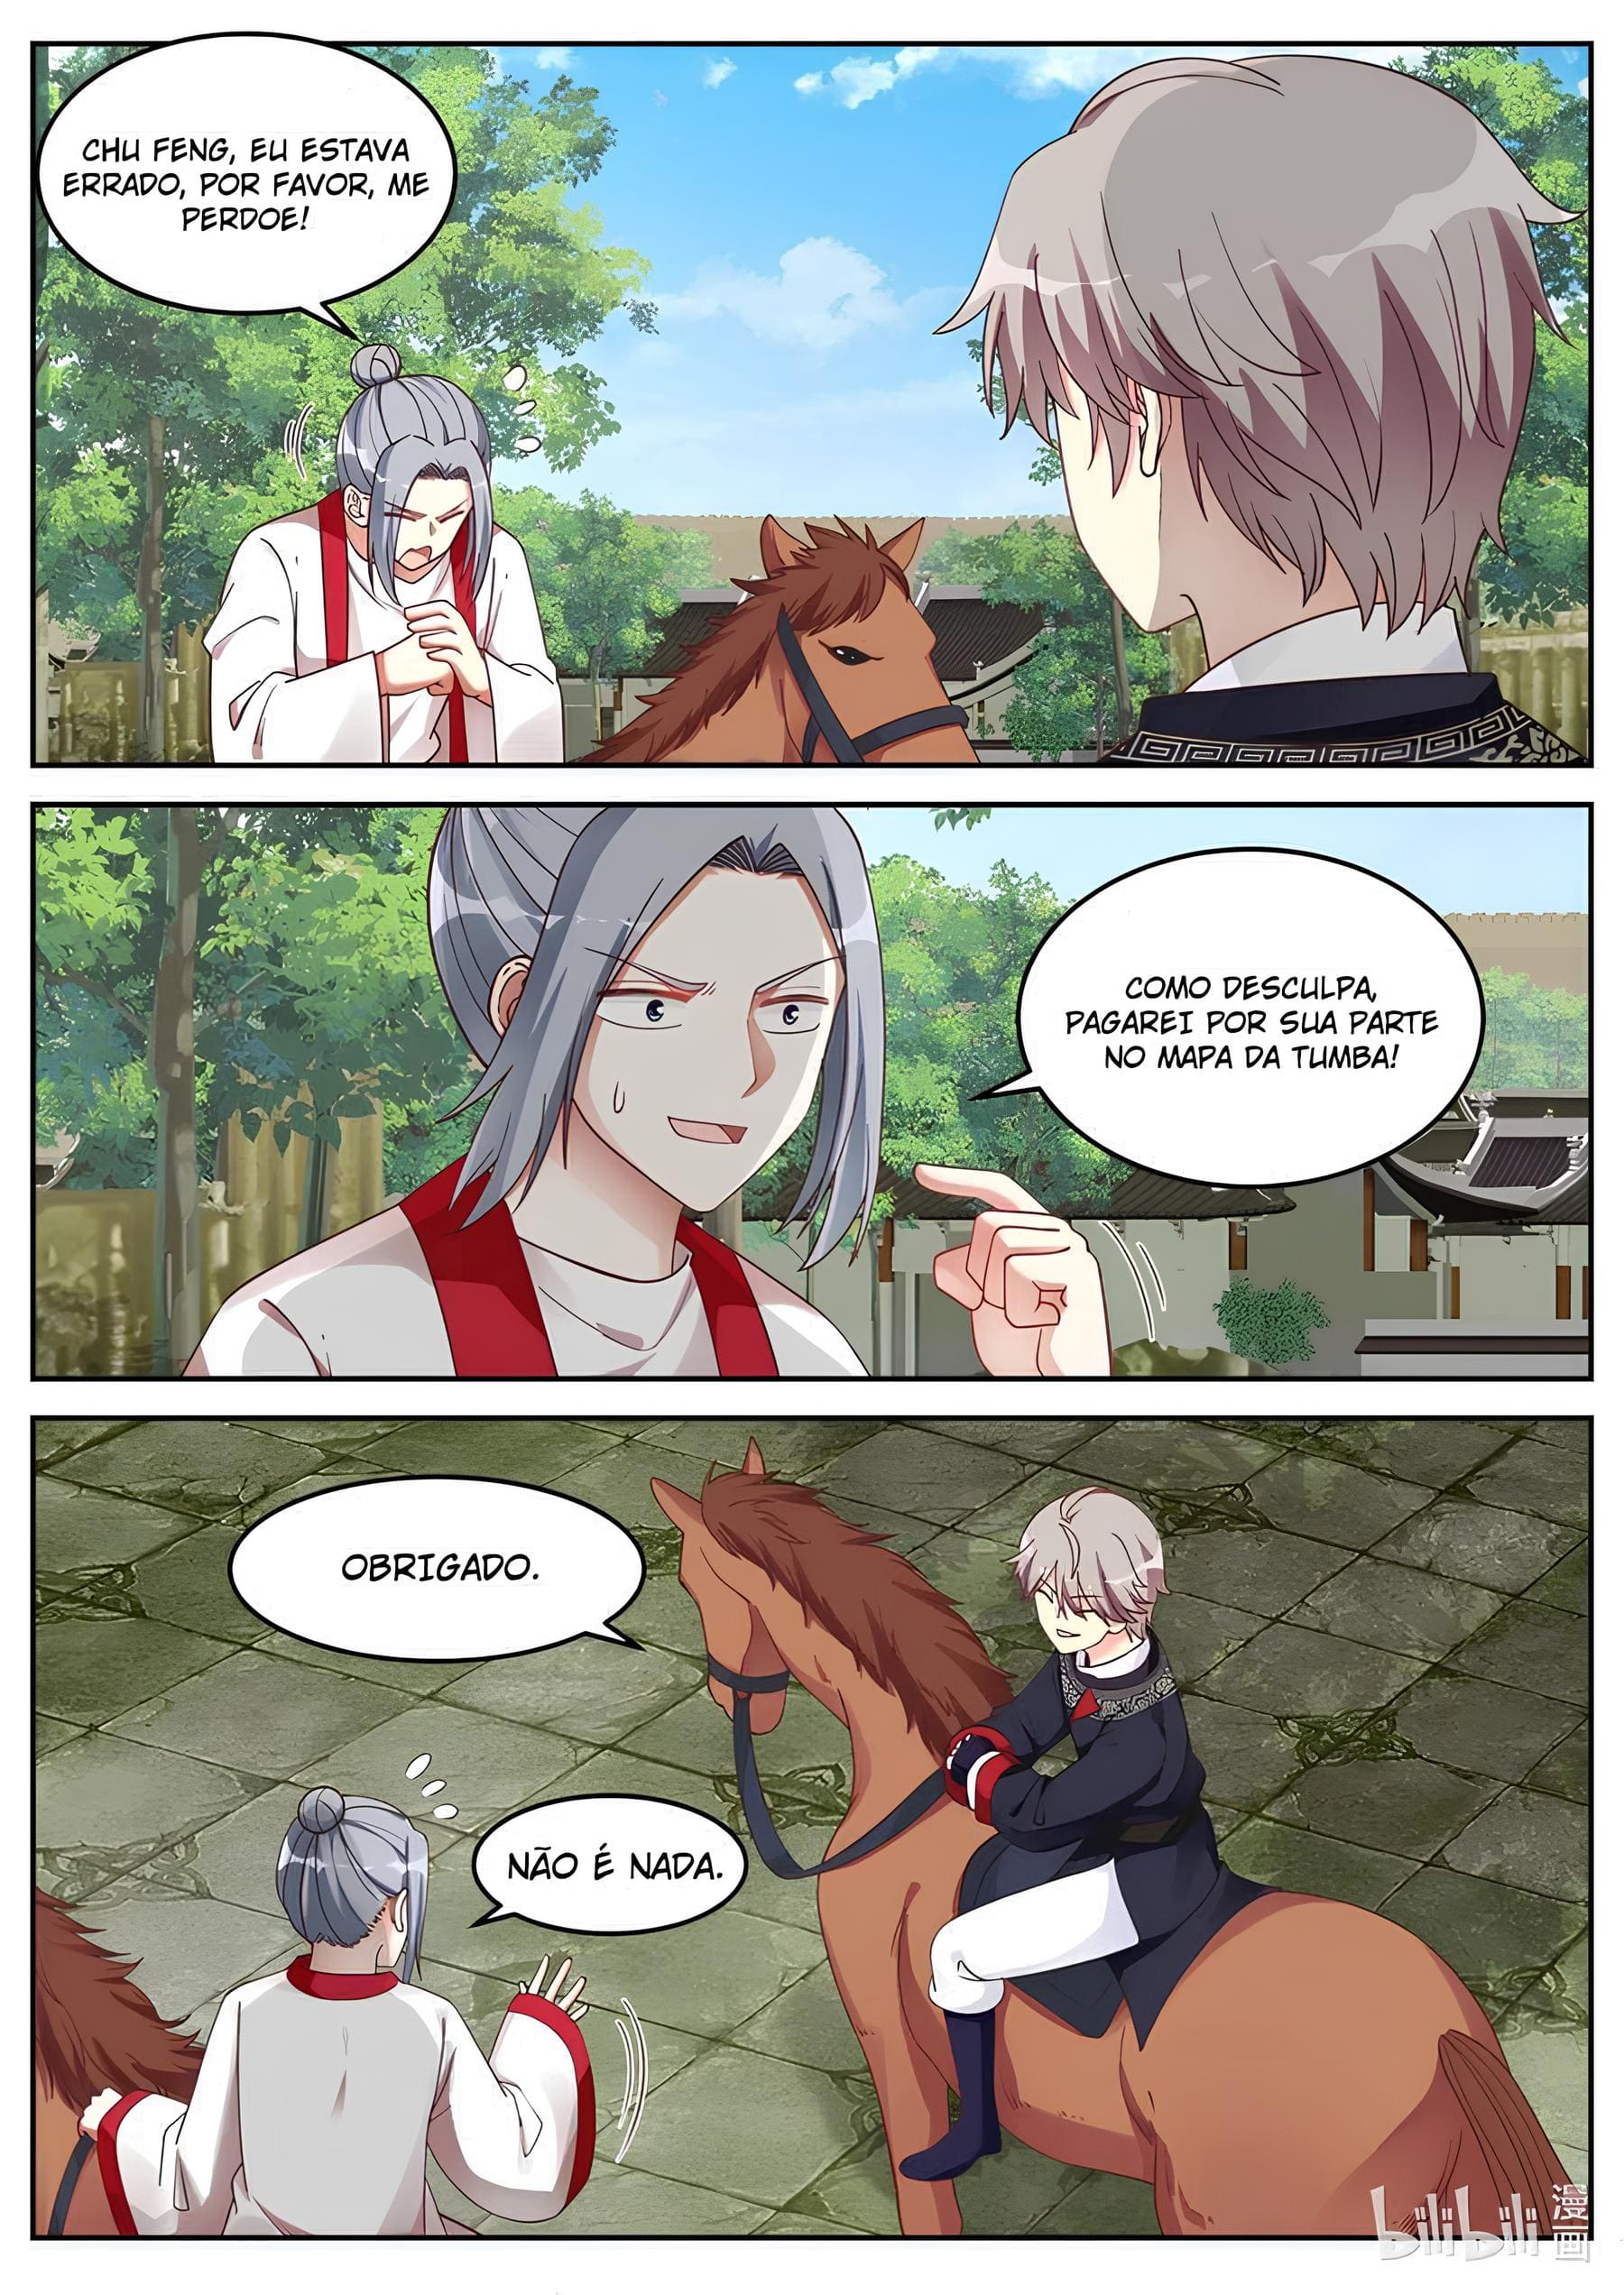 CHU FENG, EU ESTAVA
ERRADO, POR FAVOR, ME
PERDOE!
COMO DESCULPA,
PAGAREI POR SUA PARTE
NO MAPA DA TUMBA!
OBRIGADO.
NÃO É NADA.
bilibili 漫画